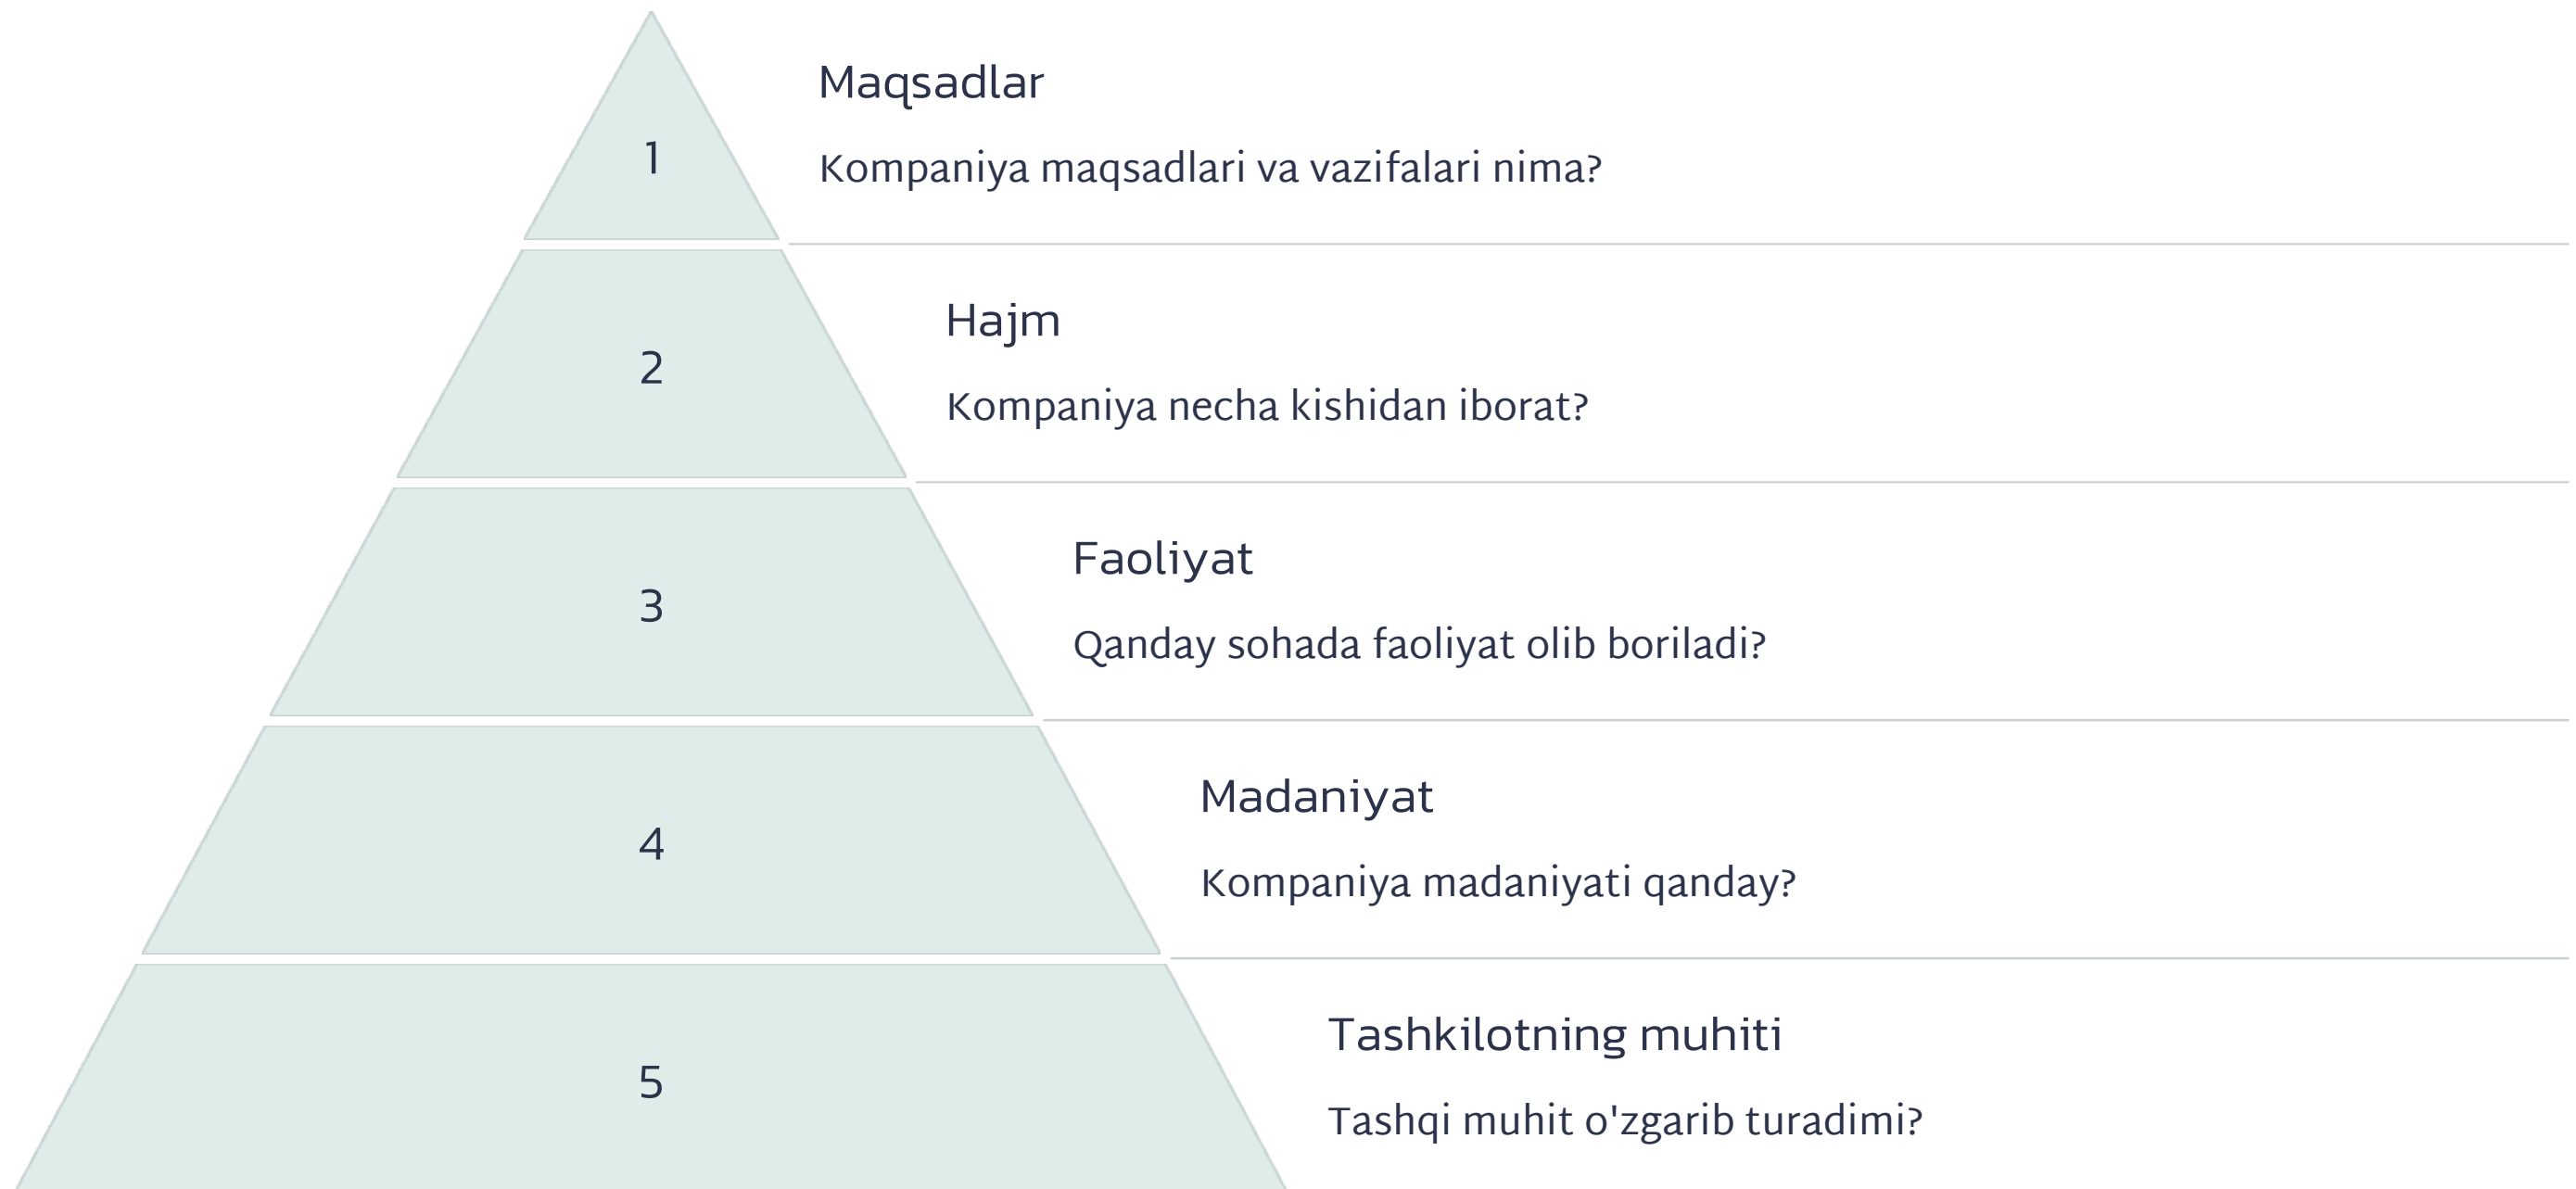 1
Maqsadlar
Kompaniya maqsadlari va vazifalari nima?
2
Hajm
Kompaniya necha kishidan iborat?
3
Faoliyat
Qanday sohada faoliyat olib boriladi?
4
Madaniyat
Kompaniya madaniyati qanday?
5
Tashkilotning muhiti
Tashqi muhit o'zgarib turadimi?